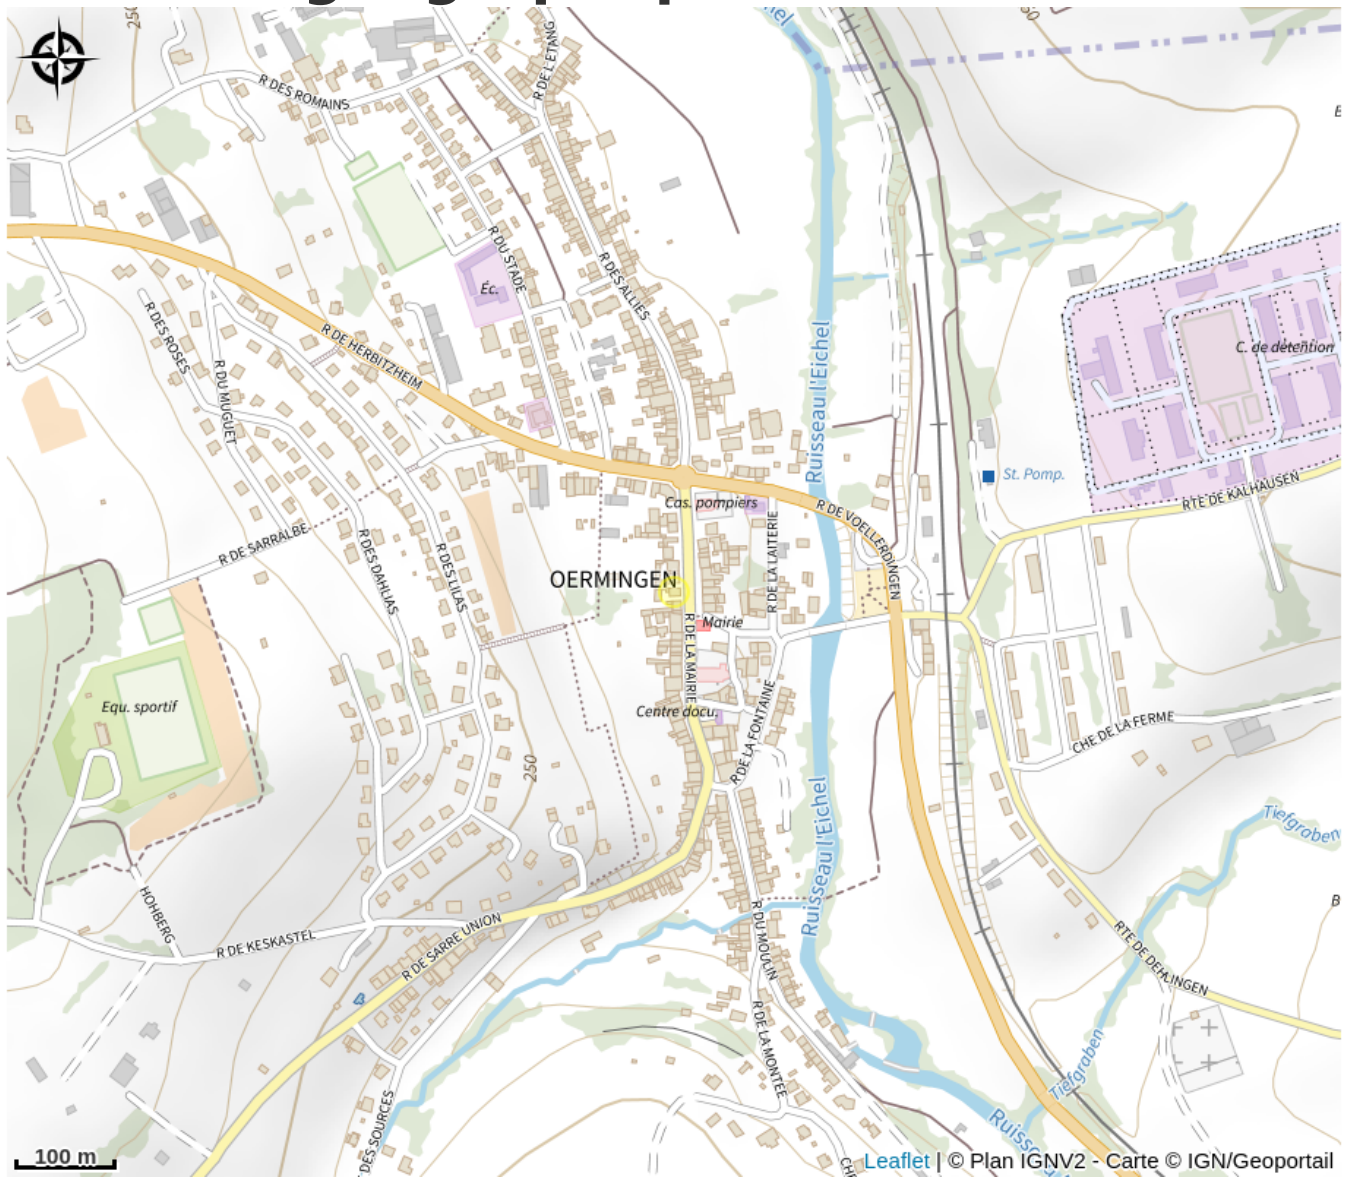 250
R DE L'ETANG
R DES ROMAINS
R DU STADE
Éc.
R DES ALLIES
R DES ROSES
R DU MUGUET
R DE HERBITZHEIM
Ruisseau l'Eichel
C. de détention
St. Pomp.
RTE DE KALHAUSEN
Cas. pompiers
R DE VOELLERDINGEN
R DE LA LAITERIE
R DE SARRALBE
R DES DAHLIAS
R DES LILAS
OERMINGEN
Mairie
R DE LA MAIRIE
Centre docu.
R DE LA FONTAINE
Equ. sportif
CHE DE LA FERME
250
Ruisseau l'Eichel
Tiefgraben
HOHBERG
R DE KESKASTEL
R DE SARRE UNION
R DU MOULIN
RTE DE DEHLINGEN
R DE LA MONTEE
Tiefgraben
DES SOURCES
100 m
Leaflet | © Plan IGNV2 - Carte © IGN/Geoportail